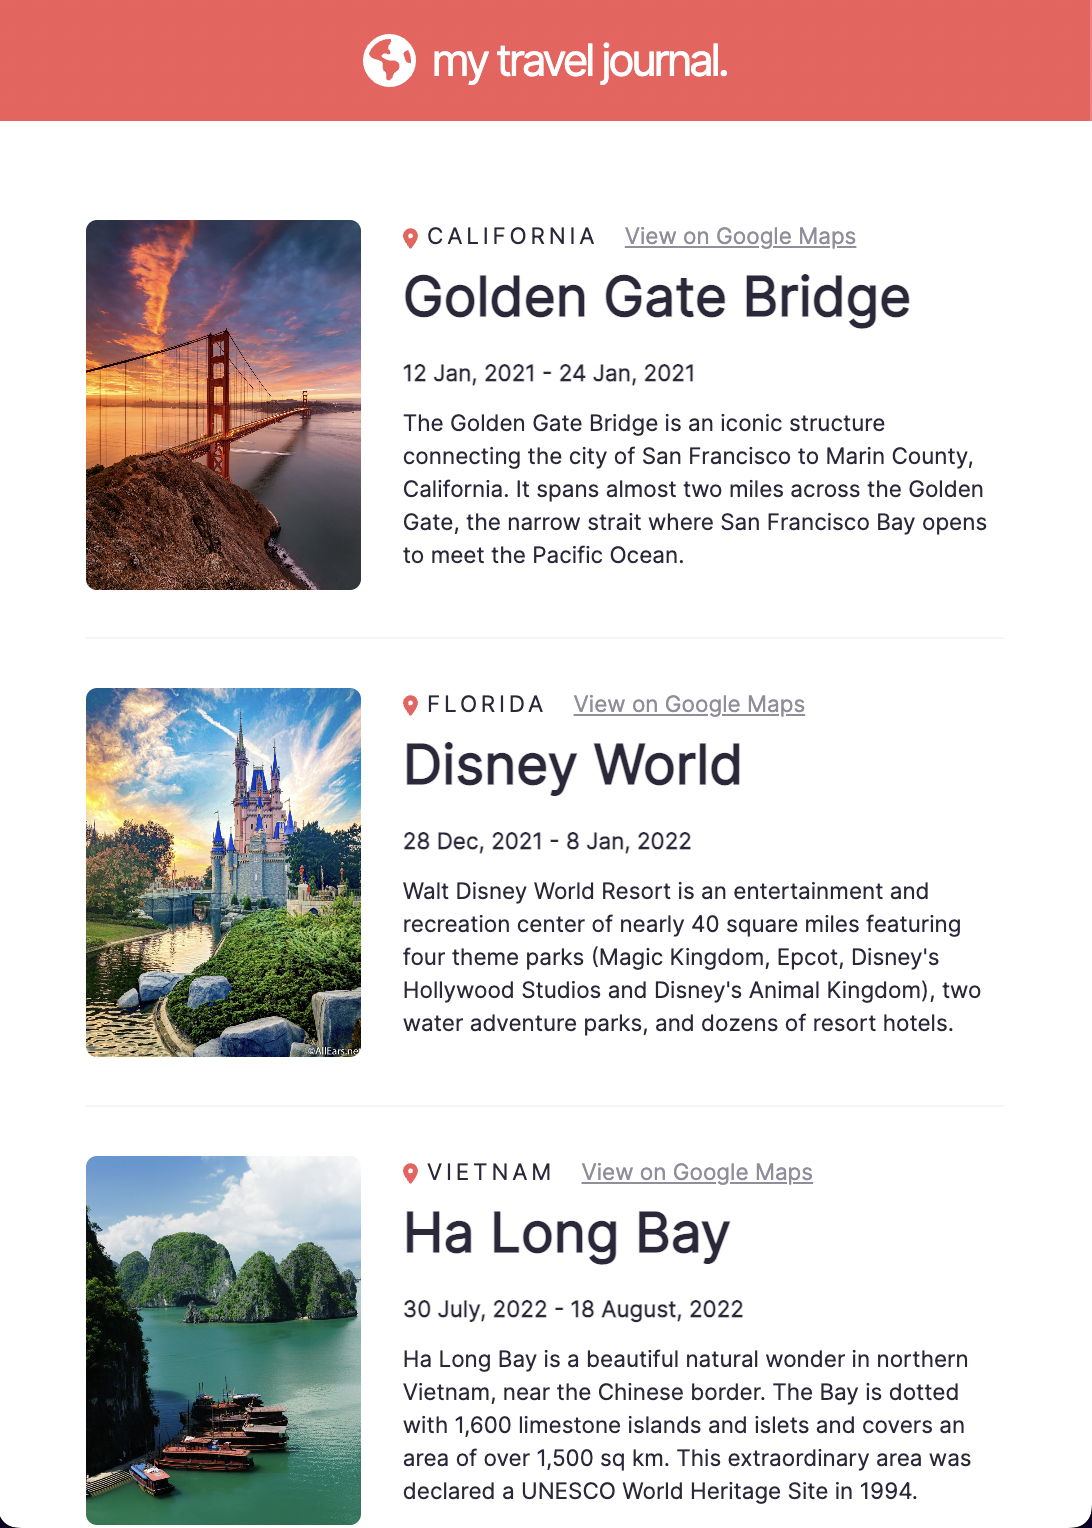 my travel journal.
CALIFORNIA View on Google Maps
Golden Gate Bridge
12 Jan, 2021 - 24 Jan, 2021
The Golden Gate Bridge is an iconic structure
connecting the city of San Francisco to Marin County,
California. It spans almost two miles across the Golden
Gate, the narrow strait where San Francisco Bay opens
to meet the Pacific Ocean.
FLORIDA View on Google Maps
Disney World
28 Dec, 2021 - 8 Jan, 2022
Walt Disney World Resort is an entertainment and
recreation center of nearly 40 square miles featuring
four theme parks (Magic Kingdom, Epcot, Disney's
Hollywood Studios and Disney's Animal Kingdom), two
water adventure parks, and dozens of resort hotels.
©AllEars.ne
VIETNAM View on Google Maps
Ha Long Bay
30 July, 2022 - 18 August, 2022
Ha Long Bay is a beautiful natural wonder in northern
Vietnam, near the Chinese border. The Bay is dotted
with 1,600 limestone islands and islets and covers an
area of over 1,500 sq km. This extraordinary area was
declared a UNESCO World Heritage Site in 1994.